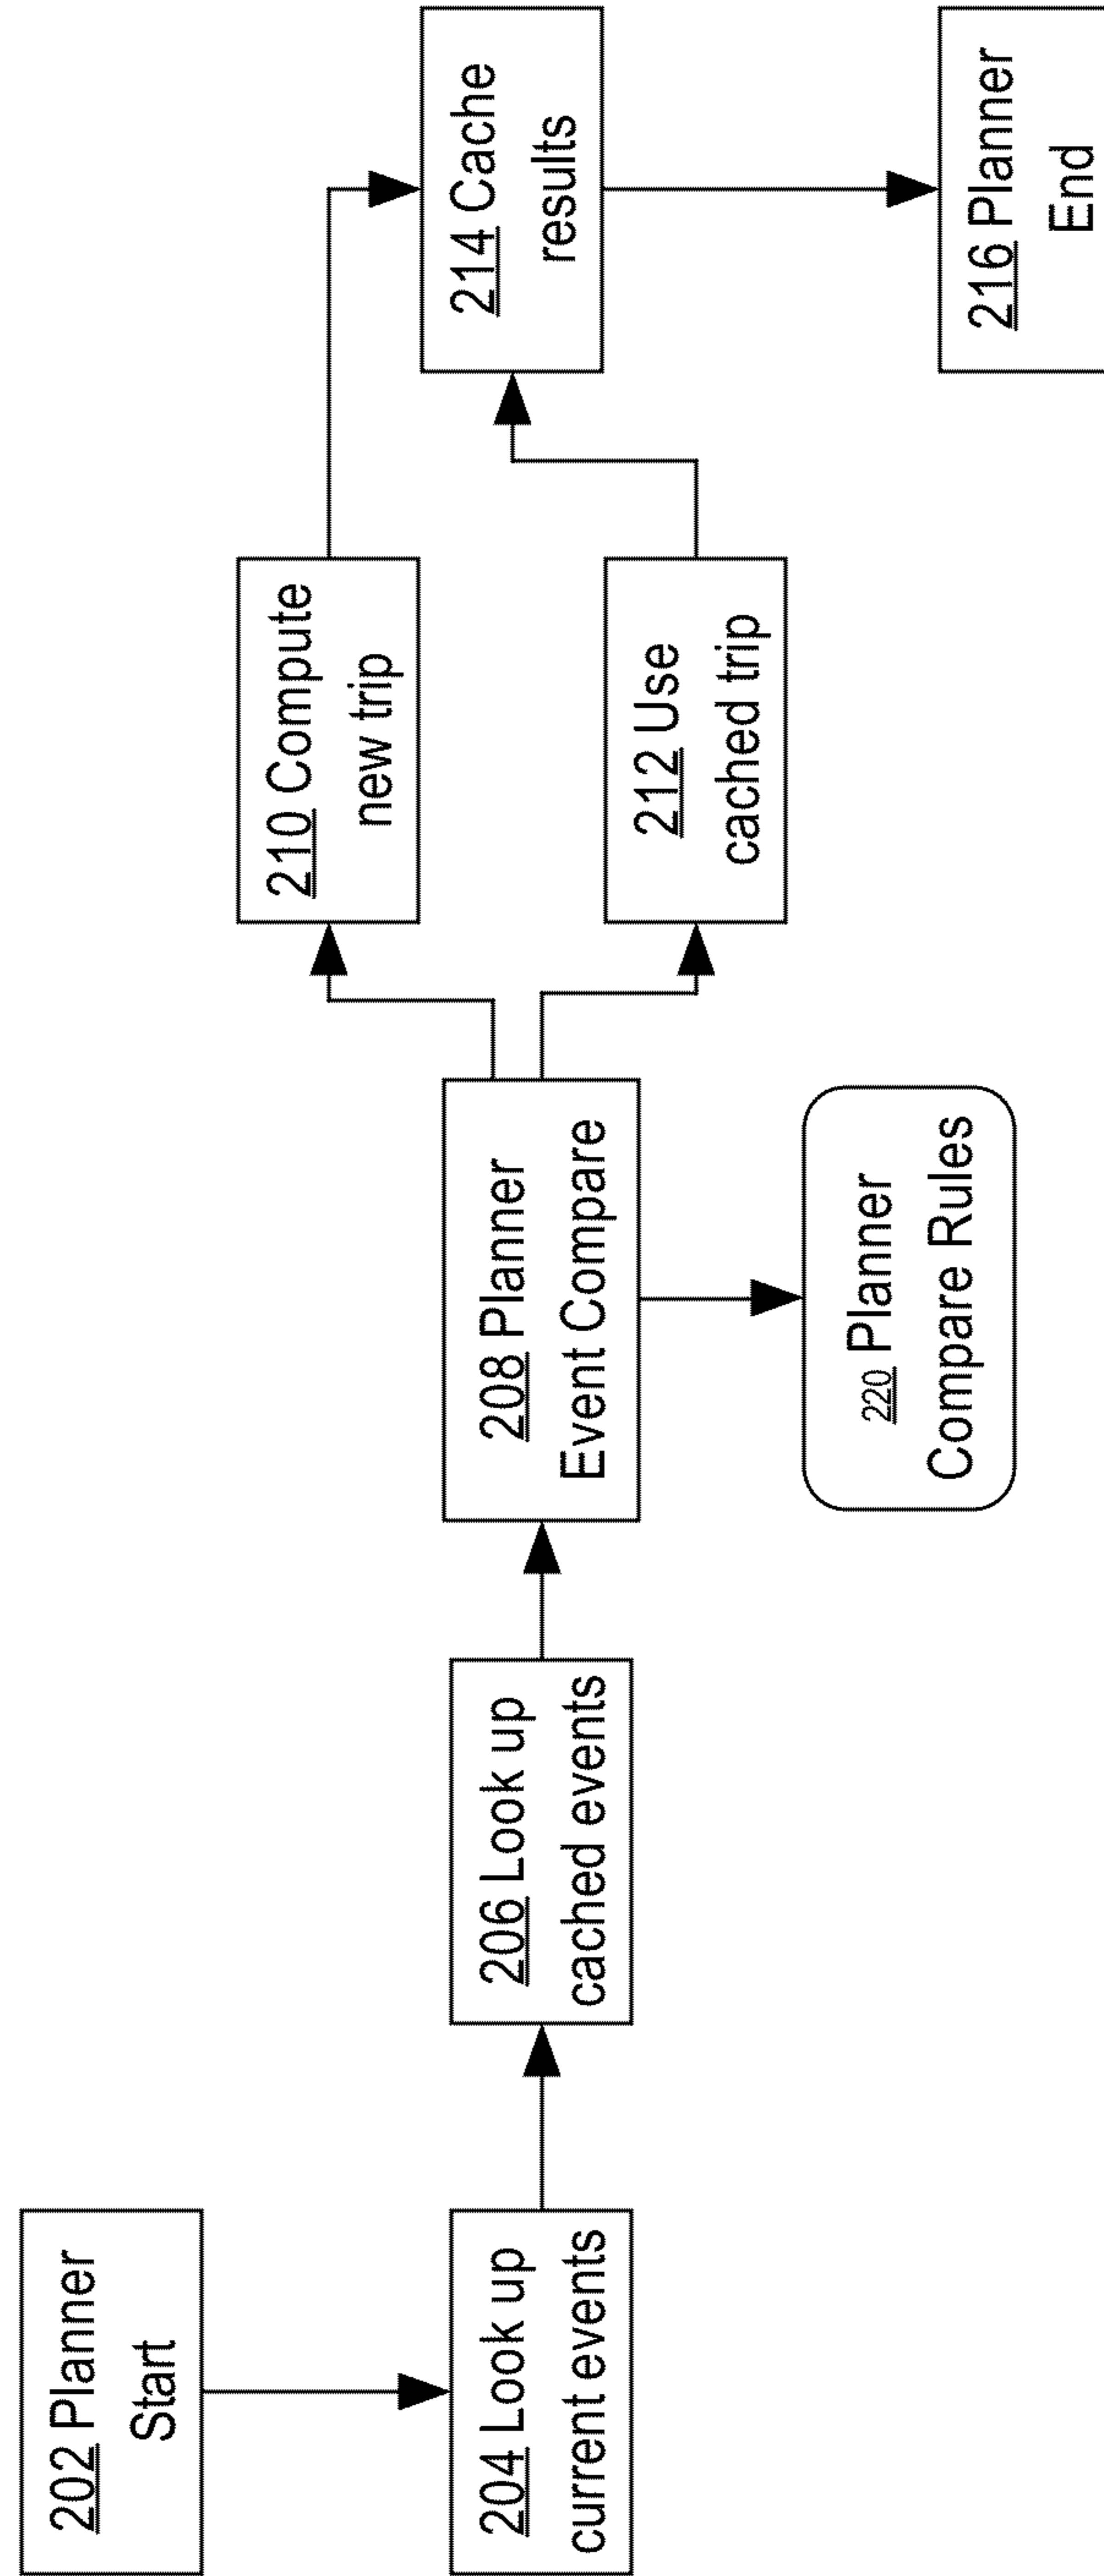 202 Planner
Start
204 Look up
current events
206 Look up
cached events
208 Planner
Event Compare
220 Planner
Compare Rules
210 Compute
new trip
212 Use
cached trip
214 Cache
results
216 Planner
End